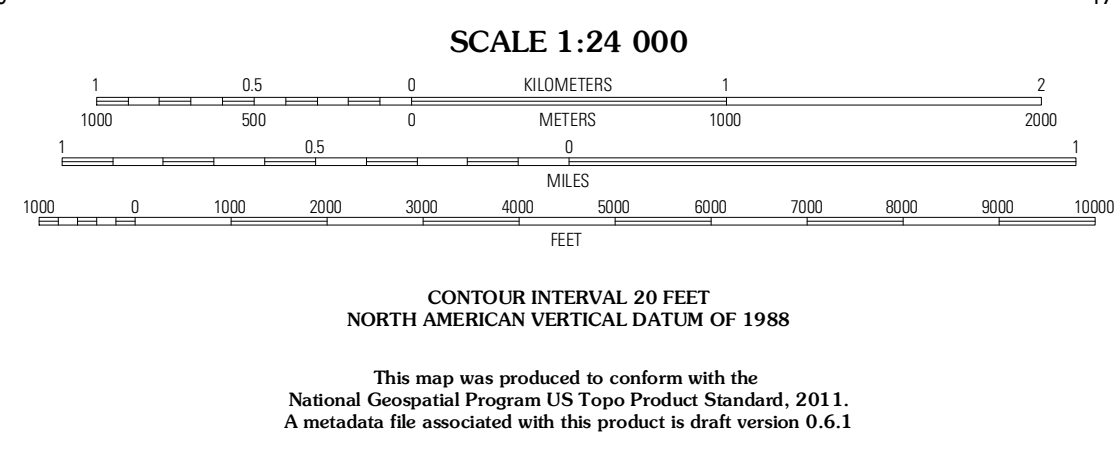 SCALE 1:24 000
1 0.5 0 KILOMETERS 1 2
1000 500 0 METERS 1000 2000
1 0.5 0 1
MILES
1000 0 1000 2000 3000 4000 5000 6000 7000 8000 9000 10000
FEET
CONTOUR INTERVAL 20 FEET
NORTH AMERICAN VERTICAL DATUM OF 1988
This map was produced to conform with the
National Geospatial Program US Topo Product Standard, 2011.
A metadata file associated with this product is draft version 0.6.1